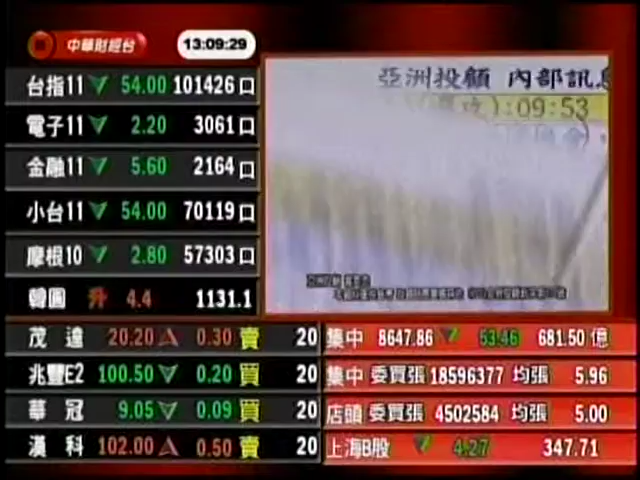 中華財經台 13:09:29
台指11 54.00 101426口
電子11 2.20 3061口
金融11 5.60 2164口
小台11 54.00 70119口
摩根10 2.80 57303口
韓圓 升 4.4 1131.1
亞洲投顧 內部訊息
:09:53
茂達 20.20 0.30 賣 20
兆豐E2 100.50 0.20 買 20
華冠 9.05 0.09 買 20
漢科 102.00 0.50 賣 20
集中 8647.86 53.46 681.50 億
集中 委買張 18596377 均張 5.96
店頭 委買張 4502584 均張 5.00
上海B股 4.27 347.71